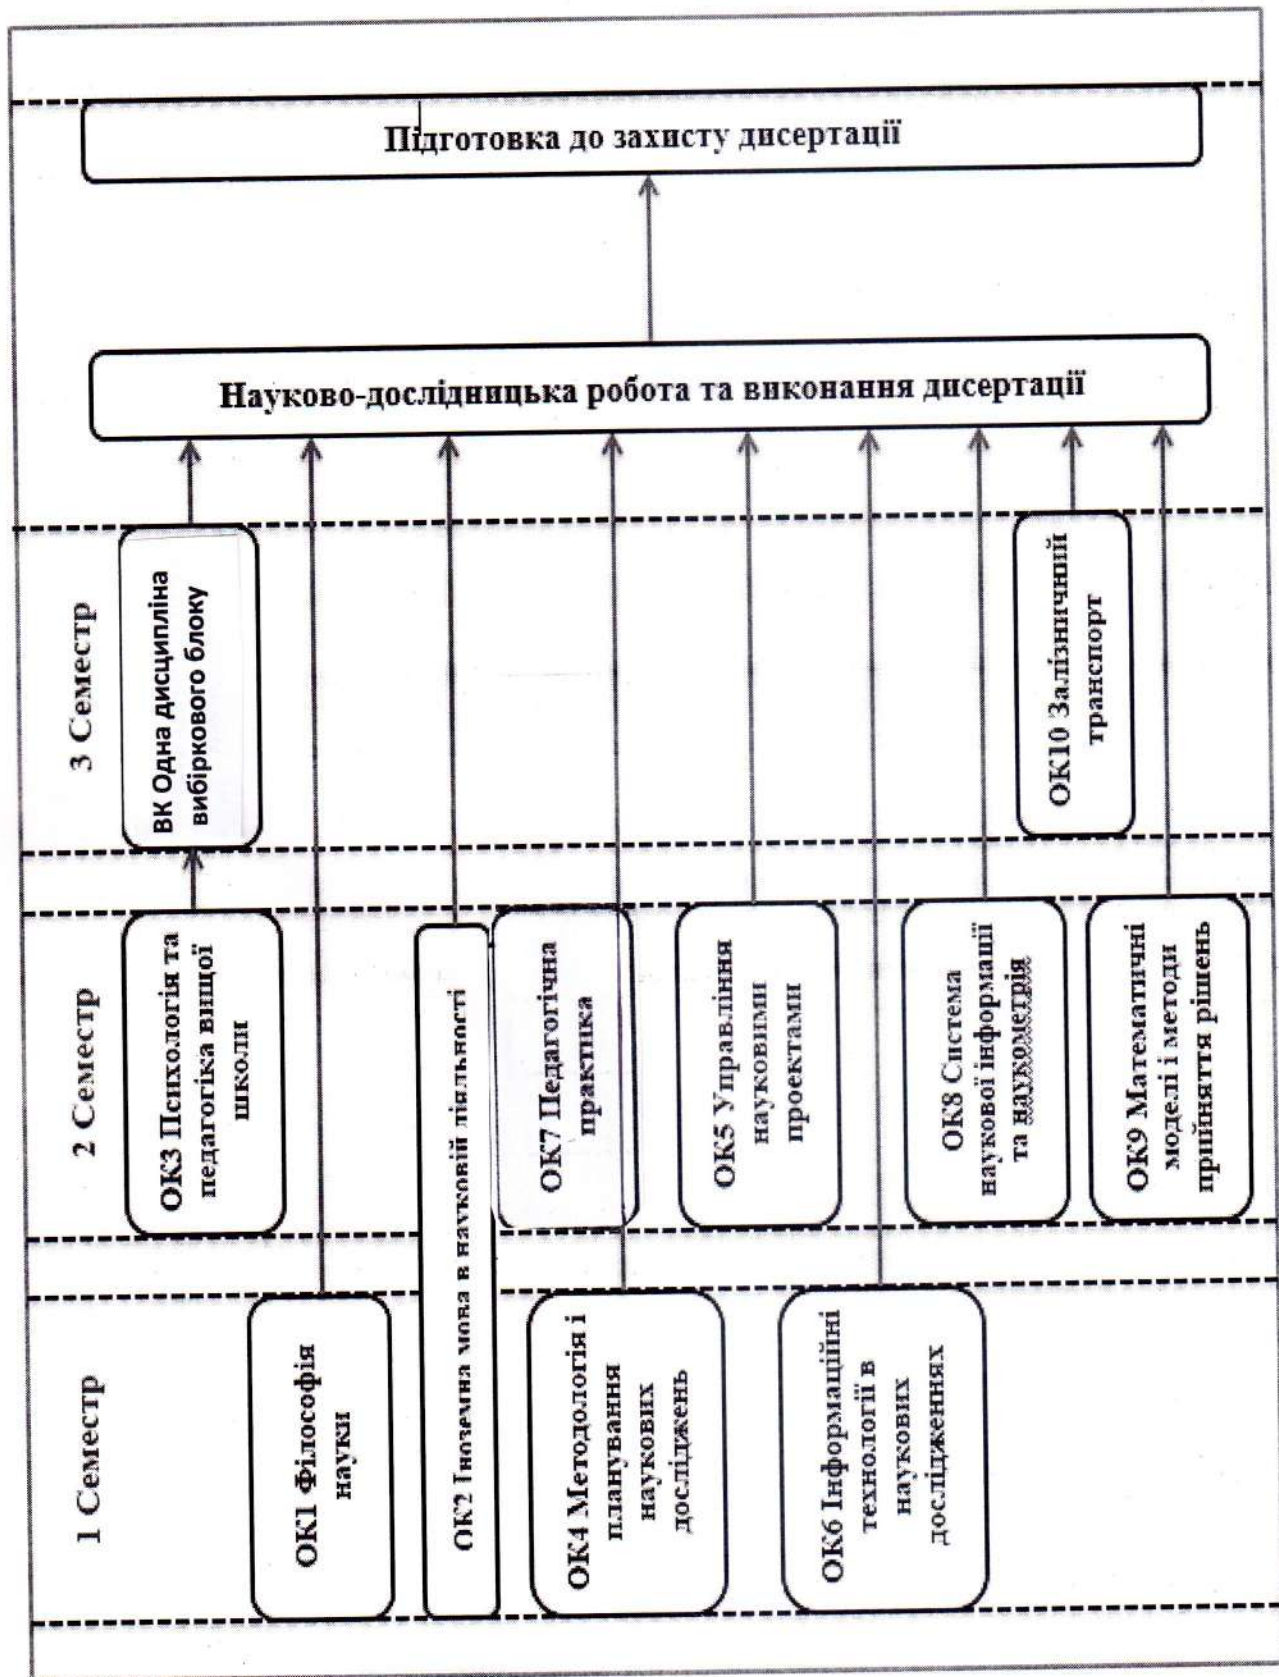 1 Семестр
ОК1 Філософія
науки
ОК2 Іноземна мова в науковій діяльності
ОК4 Методологія і
планування
наукових
досліджень
ОК6 Інформаційні
технології в
наукових
дослідженнях
2 Семестр
ОК3 Психологія та
педагогіка вищої
школи
ОК7 Педагогічна
практика
ОК5 Управління
науковими
проектами
ОК8 Система
наукової інформації
та наукометрія
ОК9 Математичні
моделі і методи
прийняття рішень
3 Семестр
ВК Одна дисципліна
вибіркового блоку
ОК10 Залізничний
транспорт
Науково-дослідницька робота та виконання дисертації
Підготовка до захисту дисертації